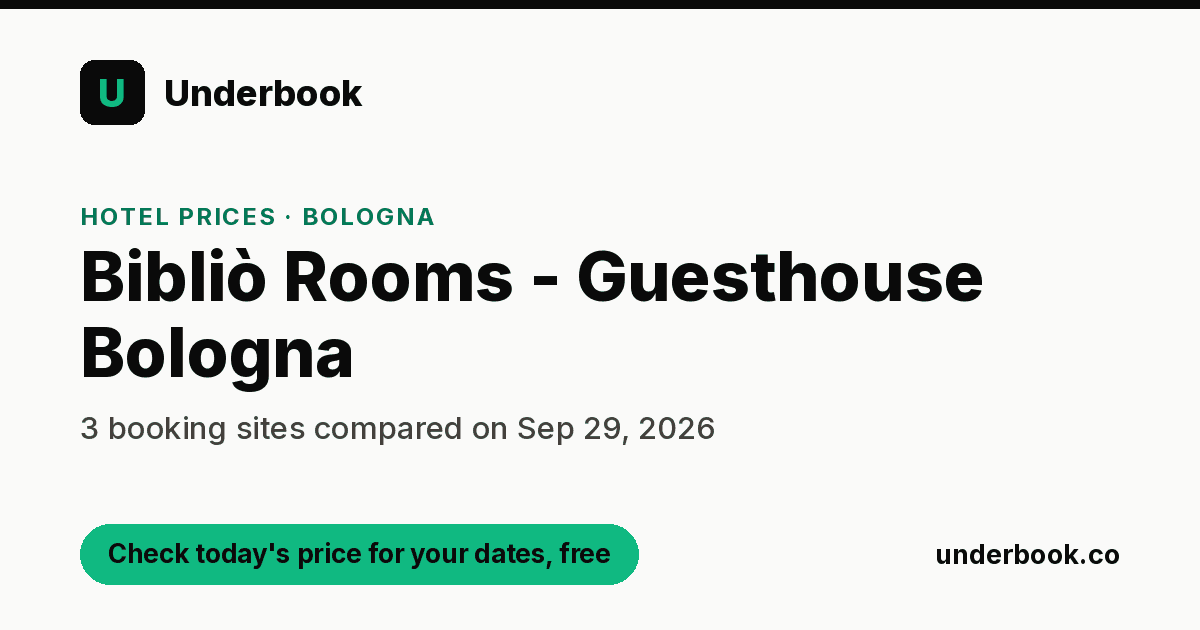 U Underbook
HOTEL PRICES · BOLOGNA
Bibliò Rooms - Guesthouse
Bologna
3 booking sites compared on Sep 29, 2026
Check today's price for your dates, free
underbook.co